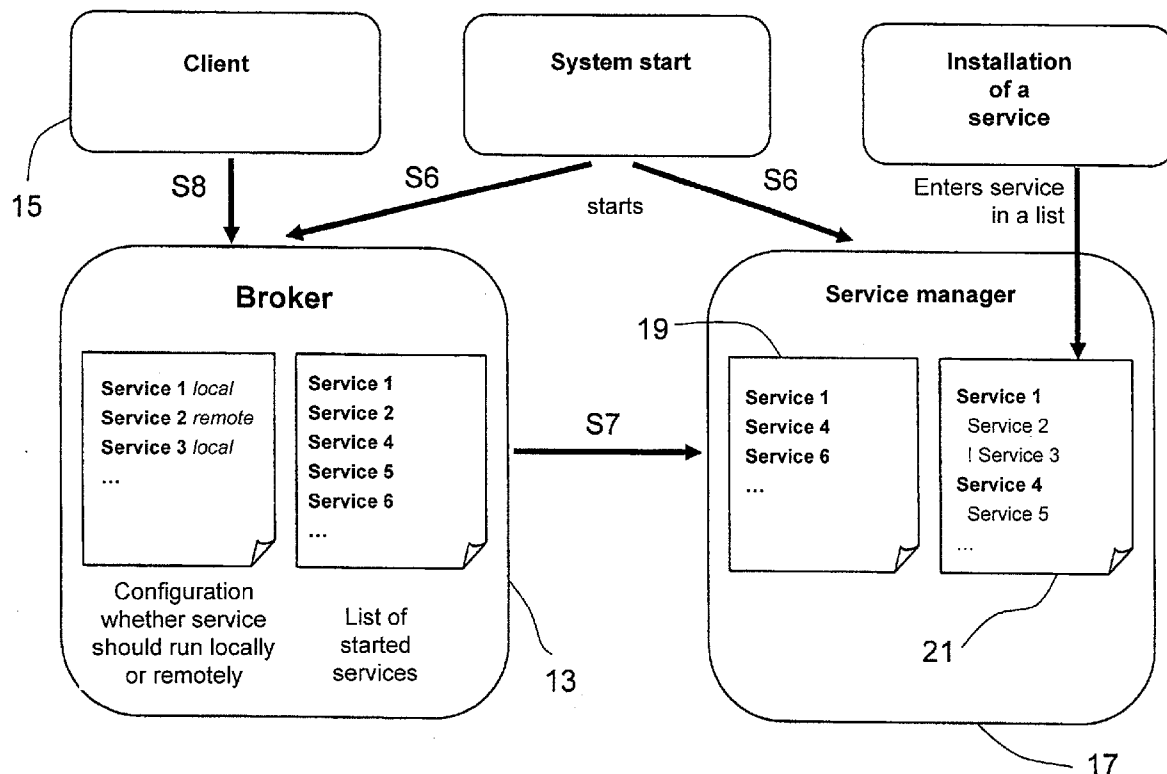 Client
System start
Installation
of a
service
15
S8
S6
starts
S6
Enters service
in a list
Broker
Service 1 local
Service 2 remote
Service 3 local
...
Configuration
whether service
should run locally
or remotely
Service 1
Service 2
Service 4
Service 5
Service 6
...
List of
started
services
13
S7
Service manager
19
Service 1
Service 4
Service 6
...
Service 1
Service 2
! Service 3
Service 4
Service 5
...
21
17